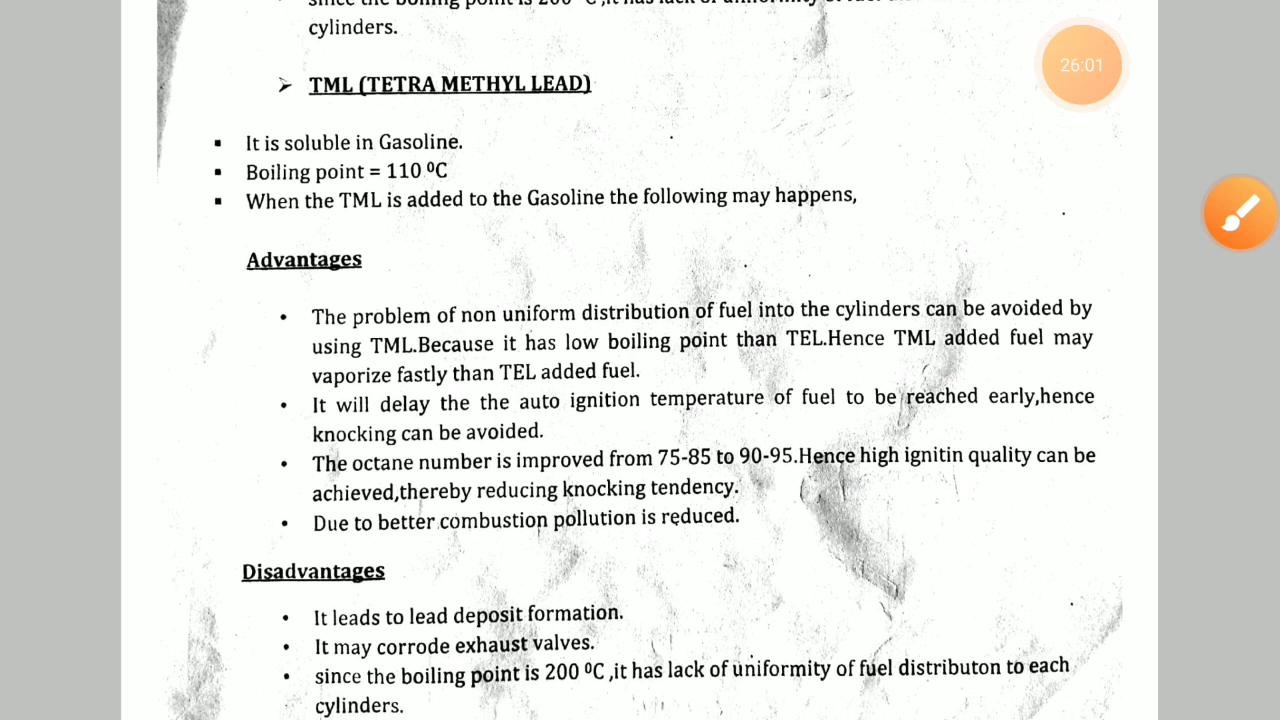 cylinders.
26:01
➢ TML (TETRA METHYL LEAD)
▪ It is soluble in Gasoline.
▪ Boiling point = 110 ⁰C
▪ When the TML is added to the Gasoline the following may happens,
Advantages
• The problem of non uniform distribution of fuel into the cylinders can be avoided by
using TML.Because it has low boiling point than TEL.Hence TML added fuel may
vaporize fastly than TEL added fuel.
• It will delay the the auto ignition temperature of fuel to be reached early,hence
knocking can be avoided.
• The octane number is improved from 75-85 to 90-95.Hence high ignitin quality can be
achieved,thereby reducing knocking tendency.
• Due to better combustion pollution is reduced.
Disadvantages
• It leads to lead deposit formation.
• It may corrode exhaust valves.
• since the boiling point is 200 ⁰C ,it has lack of uniformity of fuel distributon to each
cylinders.